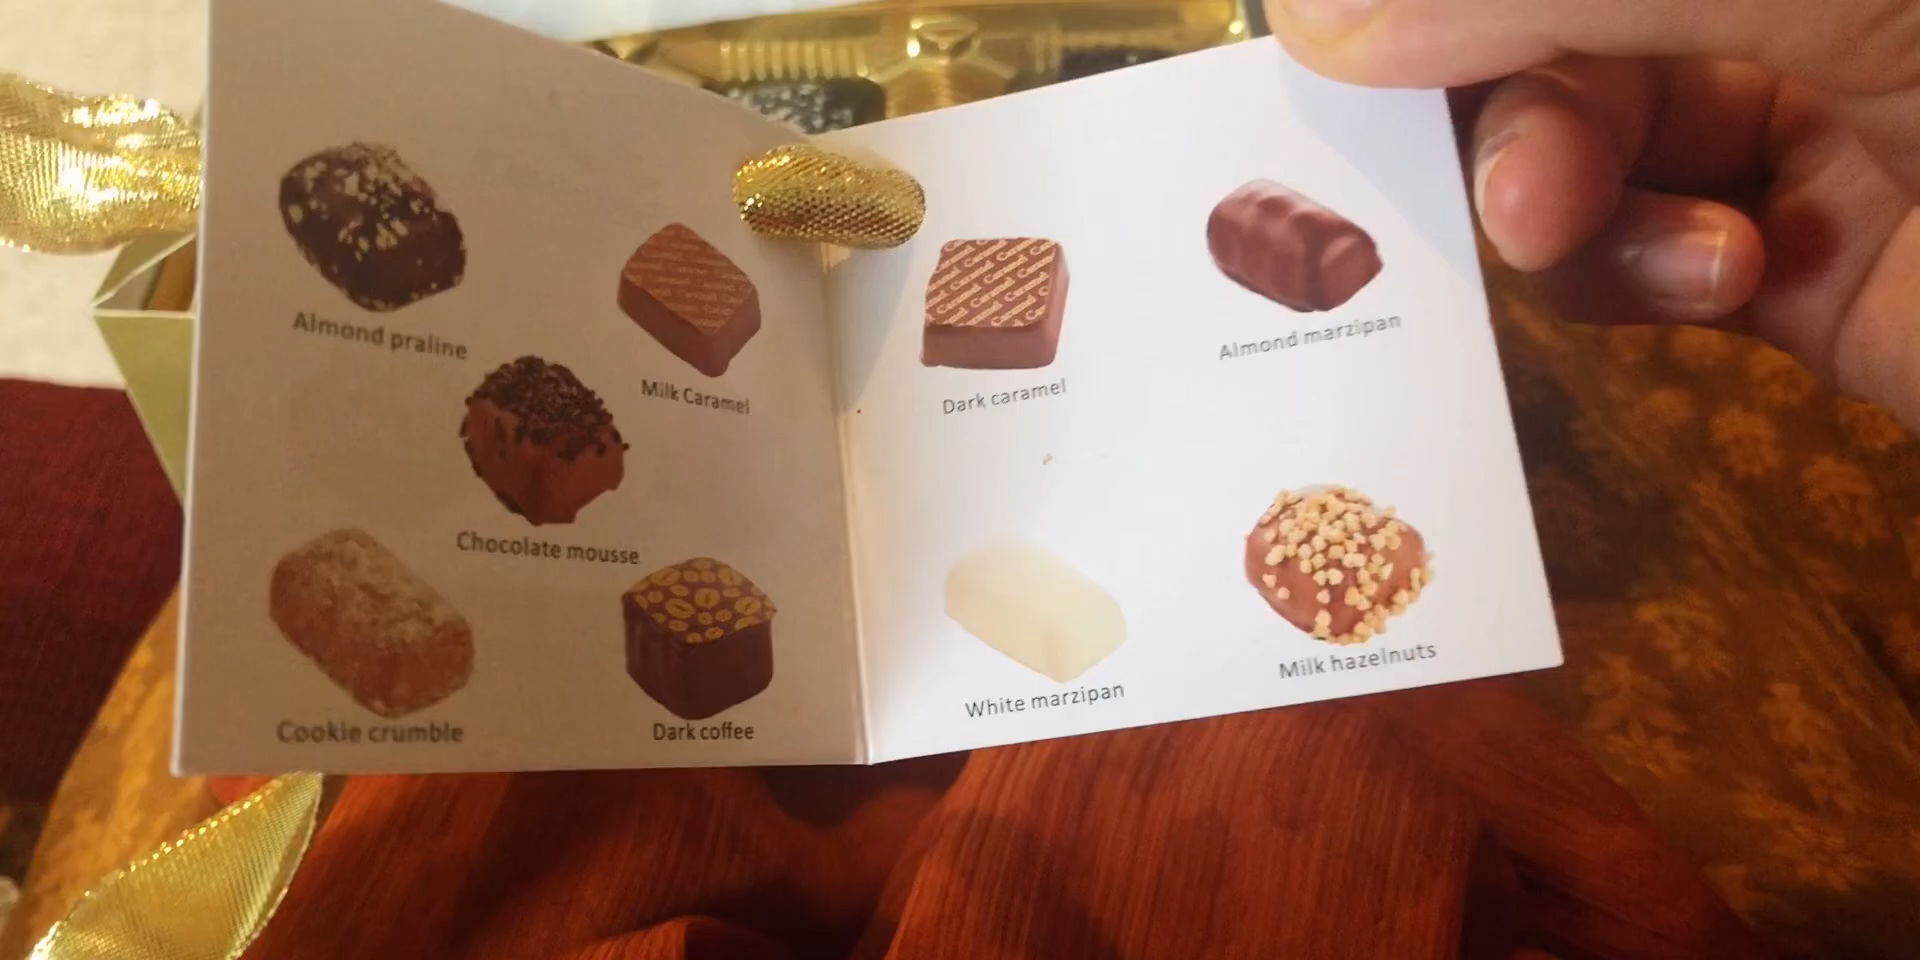 Almond praline
Milk Caramel
Chocolate mousse
Cookie crumble
Dark coffee
Dark caramel
Almond marzipan
White marzipan
Milk hazelnuts